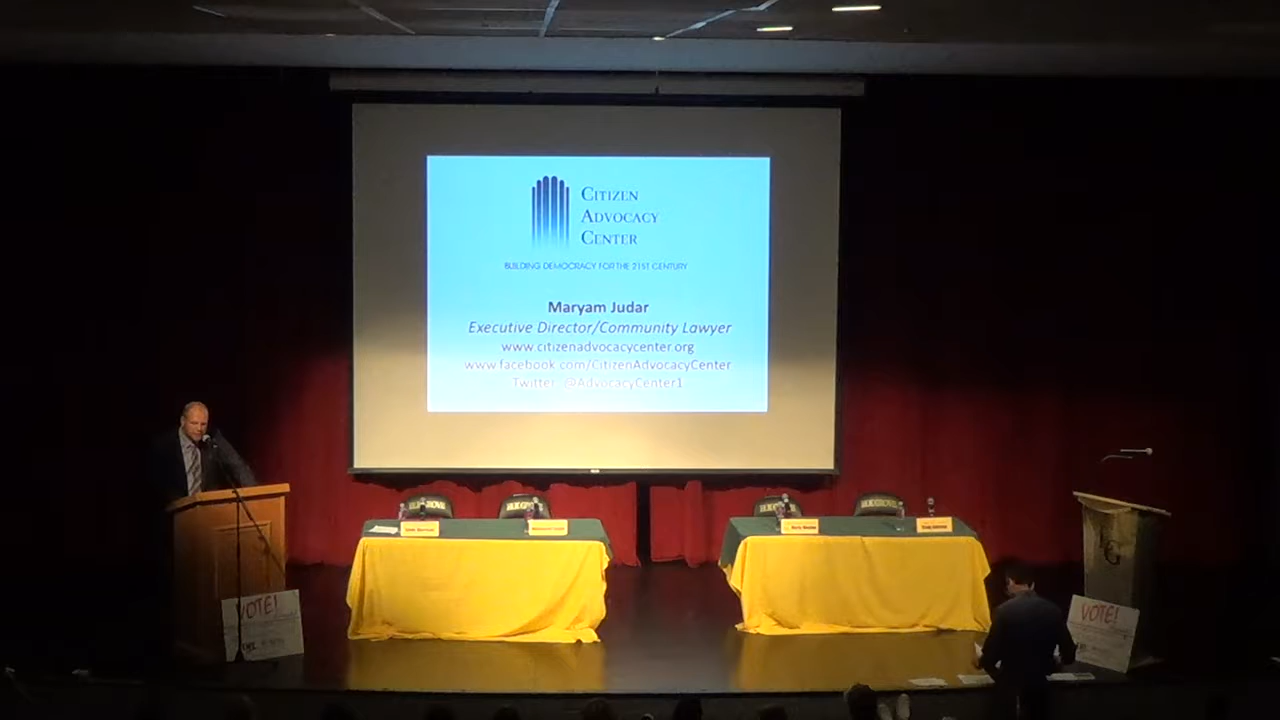 CITIZEN
ADVOCACY
CENTER
BUILDING DEMOCRACY FOR THE 21ST CENTURY
Maryam Judar
Executive Director/Community Lawyer
www.citizenadvocacycenter.org
www.facebook.com/CitizenAdvocacyCenter
Twitter: @AdvocacyCenter1
VOTE!
VOTE!